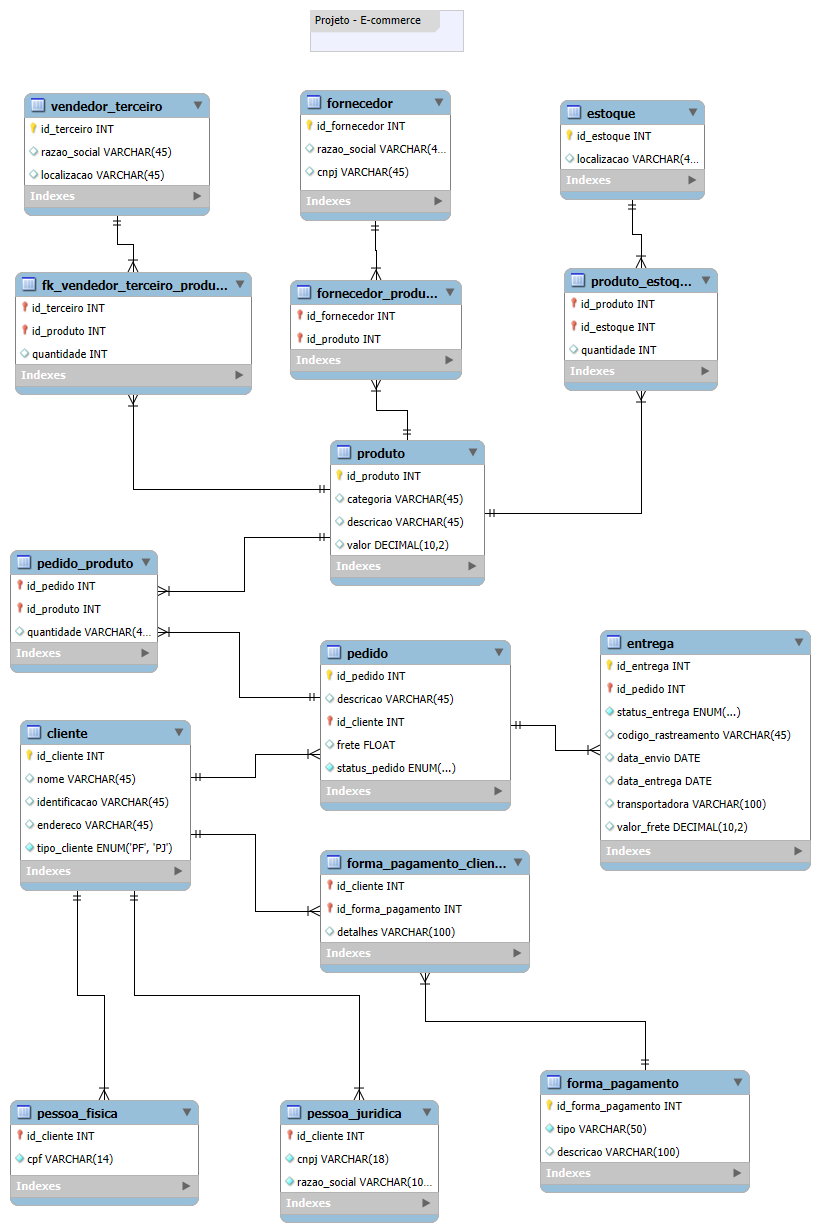 Projeto - E-commerce
vendedor_terceiro
id_terceiro INT
razao_social VARCHAR(45)
localizacao VARCHAR(45)
Indexes
fornecedor
id_fornecedor INT
razao_social VARCHAR(4...
cnpj VARCHAR(45)
Indexes
estoque
id_estoque INT
localizacao VARCHAR(4...
Indexes
fk_vendedor_terceiro_produ...
id_terceiro INT
id_produto INT
quantidade INT
Indexes
fornecedor_produ...
id_fornecedor INT
id_produto INT
Indexes
produto_estoq...
id_produto INT
id_estoque INT
quantidade INT
Indexes
produto
id_produto INT
categoria VARCHAR(45)
descricao VARCHAR(45)
valor DECIMAL(10,2)
Indexes
pedido_produto
id_pedido INT
id_produto INT
quantidade VARCHAR(4...
Indexes
pedido
id_pedido INT
descricao VARCHAR(45)
id_cliente INT
frete FLOAT
status_pedido ENUM(...)
Indexes
entrega
id_entrega INT
id_pedido INT
status_entrega ENUM(...)
codigo_rastreamento VARCHAR(45)
data_envio DATE
data_entrega DATE
transportadora VARCHAR(100)
valor_frete DECIMAL(10,2)
Indexes
cliente
id_cliente INT
nome VARCHAR(45)
identificacao VARCHAR(45)
endereco VARCHAR(45)
tipo_cliente ENUM('PF', 'PJ')
Indexes
forma_pagamento_clien...
id_cliente INT
id_forma_pagamento INT
detalhes VARCHAR(100)
Indexes
pessoa_fisica
id_cliente INT
cpf VARCHAR(14)
Indexes
pessoa_juridica
id_cliente INT
cnpj VARCHAR(18)
razao_social VARCHAR(10...
Indexes
forma_pagamento
id_forma_pagamento INT
tipo VARCHAR(50)
descricao VARCHAR(100)
Indexes